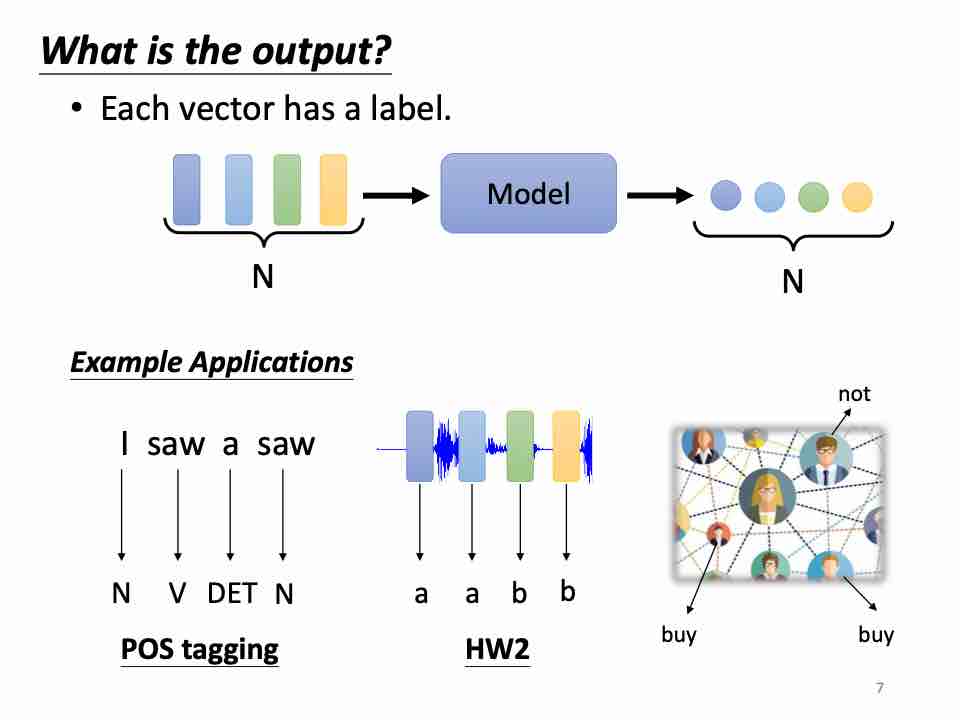 What is the output?
• Each vector has a label.
Model
N
N
Example Applications
I saw a saw
N V DET N
POS tagging
a a b b
HW2
not
buy
buy
7